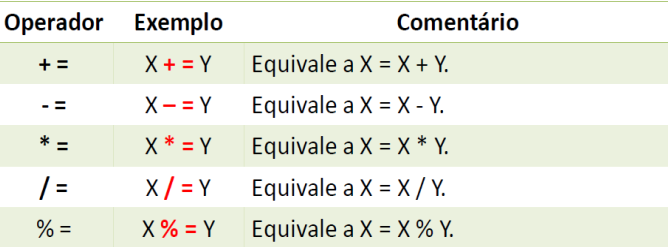 Operador Exemplo Comentário
+ = X + = Y Equivale a X = X + Y.
- = X – = Y Equivale a X = X - Y.
* = X * = Y Equivale a X = X * Y.
/ = X / = Y Equivale a X = X / Y.
% = X % = Y Equivale a X = X % Y.